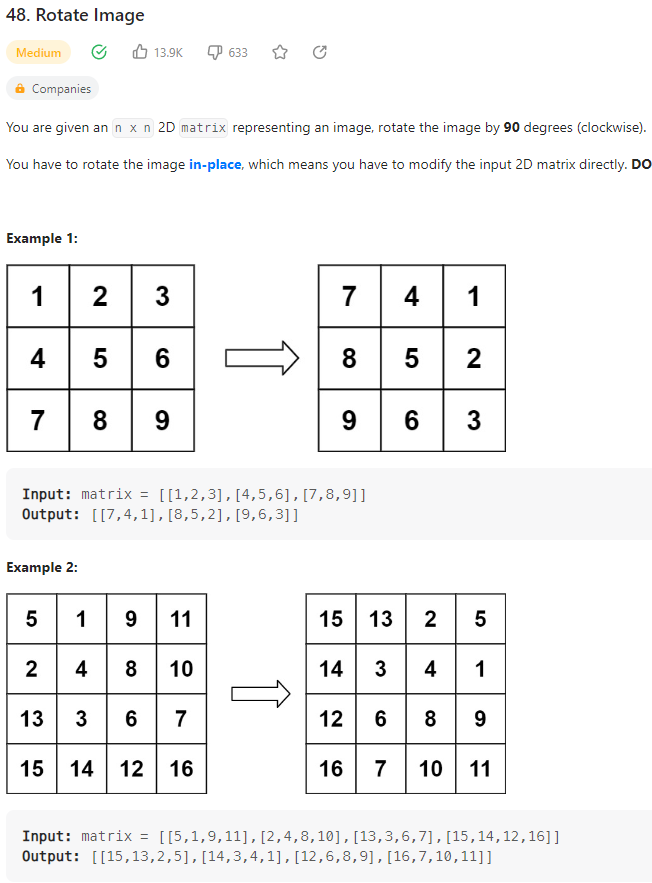 48. Rotate Image
Medium 13.9K 633
Companies
You are given an n x n 2D matrix representing an image, rotate the image by 90 degrees (clockwise).
You have to rotate the image in-place, which means you have to modify the input 2D matrix directly. DO
Example 1:
1 2 3 7 4 1
4 5 6 8 5 2
7 8 9 9 6 3
Input: matrix = [[1,2,3],[4,5,6],[7,8,9]]
Output: [[7,4,1],[8,5,2],[9,6,3]]
Example 2:
5 1 9 11 15 13 2 5
2 4 8 10 14 3 4 1
13 3 6 7 12 6 8 9
15 14 12 16 16 7 10 11
Input: matrix = [[5,1,9,11],[2,4,8,10],[13,3,6,7],[15,14,12,16]]
Output: [[15,13,2,5],[14,3,4,1],[12,6,8,9],[16,7,10,11]]